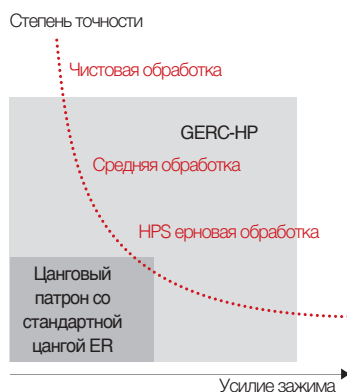 Степень точности
Чистовая обработка
GERC-HP
Средняя обработка
HPS ерновая обработка
Цанговый
патрон со
стандартной
цангой ER
Усилие зажима